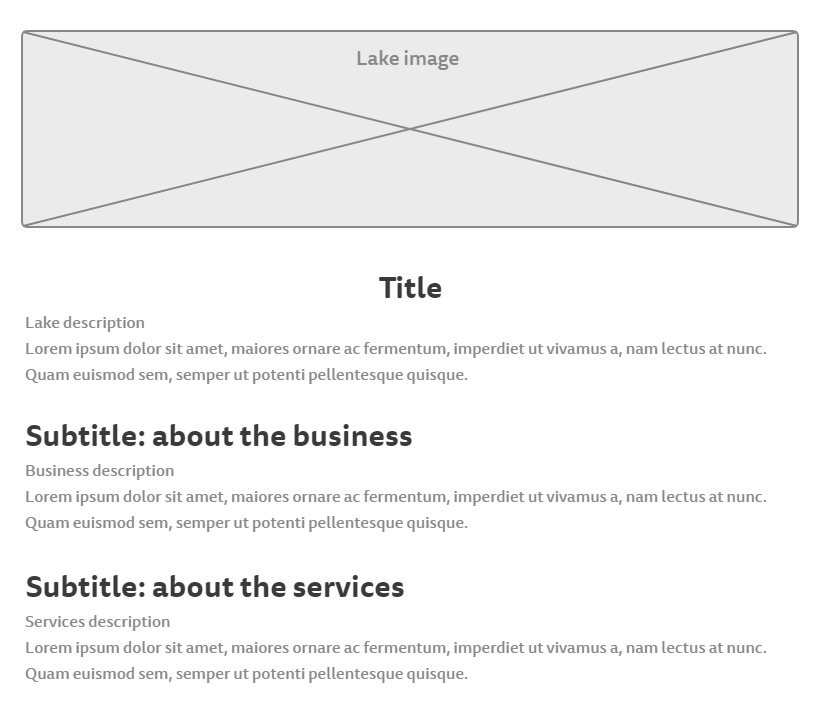 Lake image
Title
Lake description
Lorem ipsum dolor sit amet, maiores ornare ac fermentum, imperdiet ut vivamus a, nam lectus at nunc.
Quam euismod sem, semper ut potenti pellentesque quisque.
Subtitle: about the business
Business description
Lorem ipsum dolor sit amet, maiores ornare ac fermentum, imperdiet ut vivamus a, nam lectus at nunc.
Quam euismod sem, semper ut potenti pellentesque quisque.
Subtitle: about the services
Services description
Lorem ipsum dolor sit amet, maiores ornare ac fermentum, imperdiet ut vivamus a, nam lectus at nunc.
Quam euismod sem, semper ut potenti pellentesque quisque.